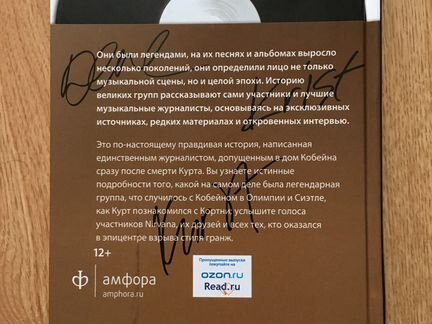 Они были легендами, на их песнях и альбомах выросло
несколько поколений, они определили лицо не только
музыкальной сцены, но и целой эпохи. Историю
великих групп рассказывают сами участники и лучшие
музыкальные журналисты, основываясь на эксклюзивных
источниках, редких материалах и откровенных интервью.
Это по-настоящему правдивая история, написанная
единственным журналистом, допущенным в дом Кобейна
сразу после смерти Курта. Вы узнаете истинные
подробности того, какой на самом деле была легендарная
группа, что случилось с Кобейном в Олимпии и Сиэтле,
как Курт познакомился с Кортни; услышите голоса
участников Nirvana, их друзей и всех тех, кто оказался
в эпицентре взрыва стиля гранж.
12+
амфора
amphora.ru
Пропущенные выпуски
покупайте на
OZON.ru
Read.ru
Dave
Krist
Kurt